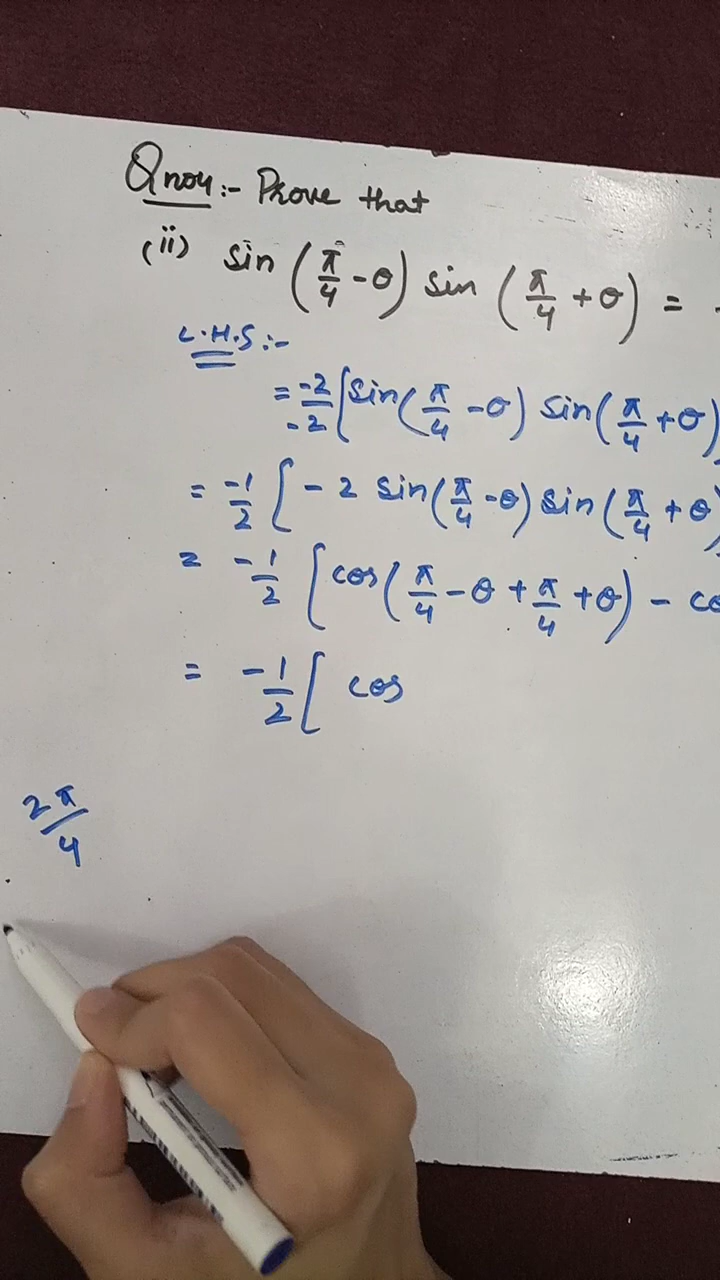 Qno4:- Prove that
(ii) sin (π/4 - θ) sin (π/4 + θ) =
L.H.S :-
= -2/-2 [sin(π/4 - θ) sin(π/4 + θ)
= -1/2 [ - 2 sin(π/4 - θ) sin(π/4 + θ)
= -1/2 [cos(π/4 - θ + π/4 + θ) - co
= -1/2 [ cos
2π/4